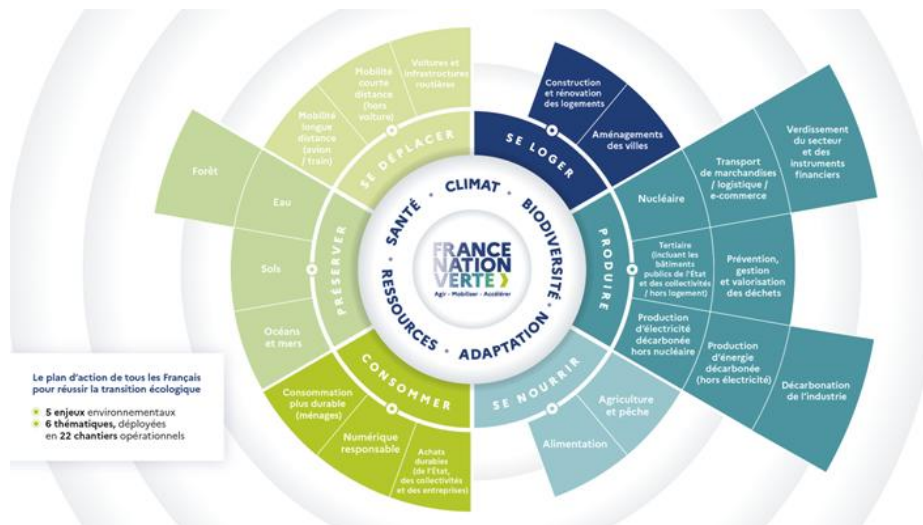 Voitures et
infrastructures
routières
Mobilité
courte
distance
(hors
voiture)
Mobilité
longue
distance
(avion
/ train)
SE DÉPLACER
Construction
et rénovation
des logements
Aménagements
des villes
SE LOGER
Verdissement
du secteur
et des
instruments
financiers
Transport
de marchandises
/ logistique /
e-commerce
Nucléaire
Tertiaire
(incluant les
bâtiments
publics de l'État
et des collectivités
/ hors logement)
Prévention,
gestion
et valorisation
des déchets
Production
d'électricité
décarbonée
hors nucléaire
Production
d'énergie
décarbonée
(hors électricité)
Décarbonation
de l'industrie
PRODUIRE
Forêt
Eau
Sols
Océans
et mers
PRÉSERVER
SANTÉ • CLIMAT • BIODIVERSITÉ • ADAPTATION • RESSOURCES •
FRANCE
NATION
VERTE
Agir • Mobiliser • Accélérer
CONSOMMER
Consommation
plus durable
(ménages)
Numérique
responsable
Achats
durables
(de l'État,
des collectivités
et des entreprises)
SE NOURRIR
Agriculture
et pêche
Alimentation
Le plan d'action de tous les Français
pour réussir la transition écologique
5 enjeux environnementaux
6 thématiques, déployées
en 22 chantiers opérationnels